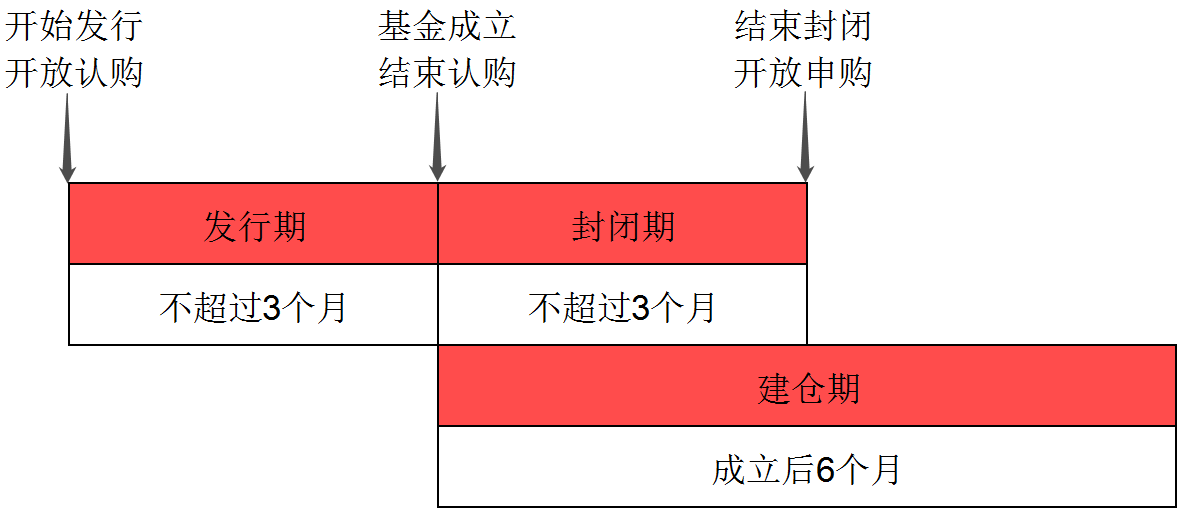 开始发行
开放认购
基金成立
结束认购
结束封闭
开放申购
发行期
封闭期
不超过3个月
不超过3个月
建仓期
成立后6个月